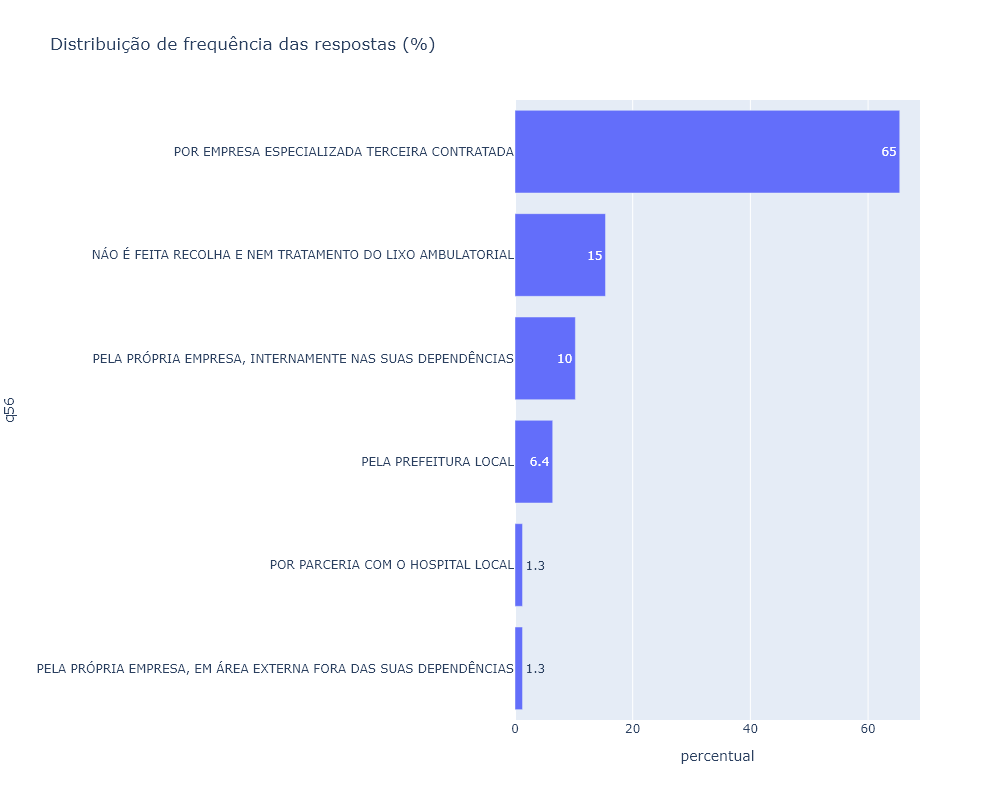 Distribuição de frequência das respostas (%)
POR EMPRESA ESPECIALIZADA TERCEIRA CONTRATADA
65
NÁO É FEITA RECOLHA E NEM TRATAMENTO DO LIXO AMBULATORIAL
15
PELA PRÓPRIA EMPRESA, INTERNAMENTE NAS SUAS DEPENDÊNCIAS
10
PELA PREFEITURA LOCAL
6.4
POR PARCERIA COM O HOSPITAL LOCAL
1.3
PELA PRÓPRIA EMPRESA, EM ÁREA EXTERNA FORA DAS SUAS DEPENDÊNCIAS
1.3
q56
0 20 40 60
percentual